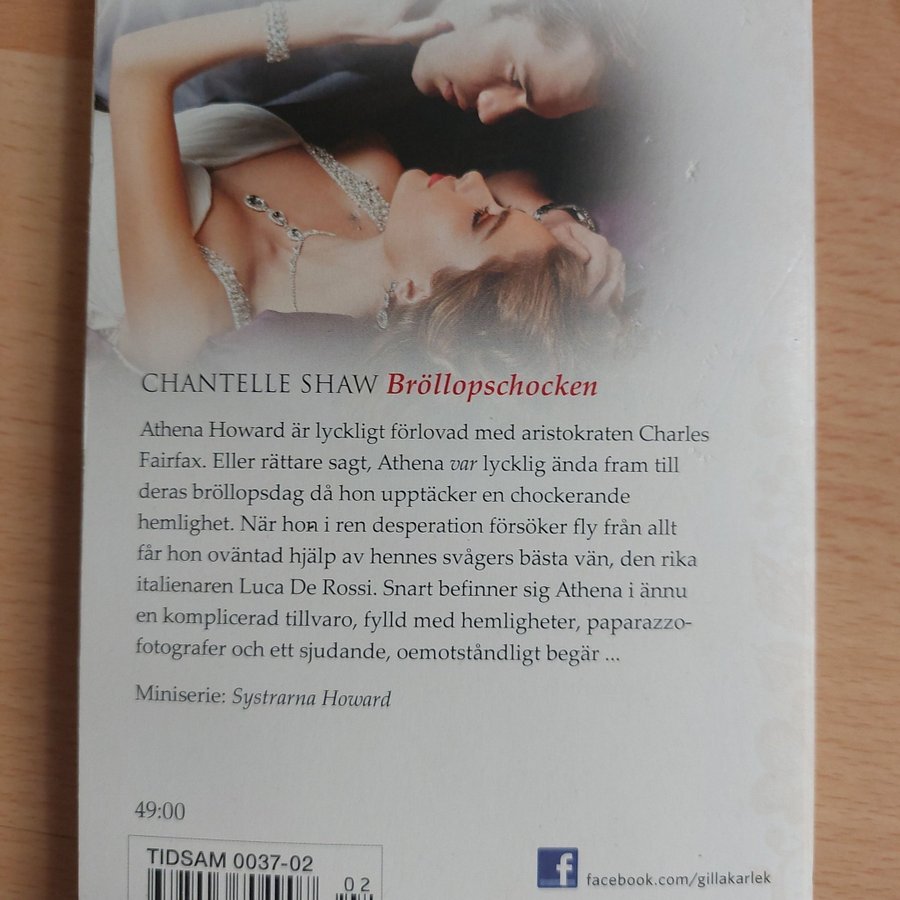 CHANTELLE SHAW Bröllopschocken
Athena Howard är lyckligt förlovad med aristokraten Charles
Fairfax. Eller rättare sagt, Athena var lycklig ända fram till
deras bröllopsdag då hon upptäcker en chockerande
hemlighet. När hon i ren desperation försöker fly från allt
får hon oväntad hjälp av hennes svågers bästa vän, den rika
italienaren Luca De Rossi. Snart befinner sig Athena i ännu
en komplicerad tillvaro, fylld med hemligheter, paparazzo-
fotografer och ett sjudande, oemotståndligt begär ...
Miniserie: Systrarna Howard
49:00
TIDSAM 0037-02
02
f facebook.com/gillakarlek